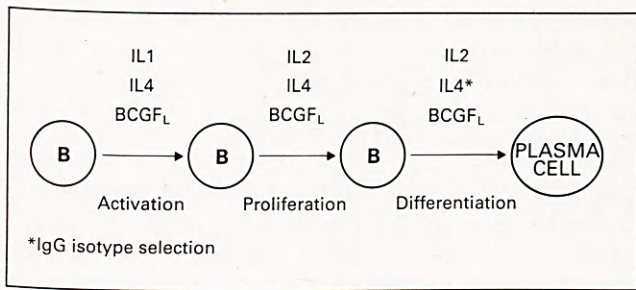 IL1 IL2 IL2
IL4 IL4 IL4*
BCGF_L BCGF_L BCGF_L
B B B PLASMA
CELL
Activation Proliferation Differentiation
*IgG isotype selection